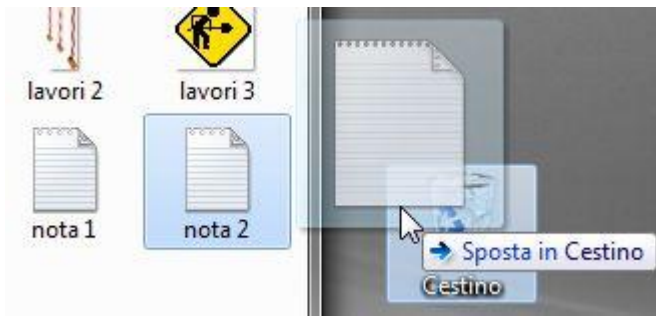 lavori 2
lavori 3
nota 1
nota 2
Sposta in Cestino
Cestino